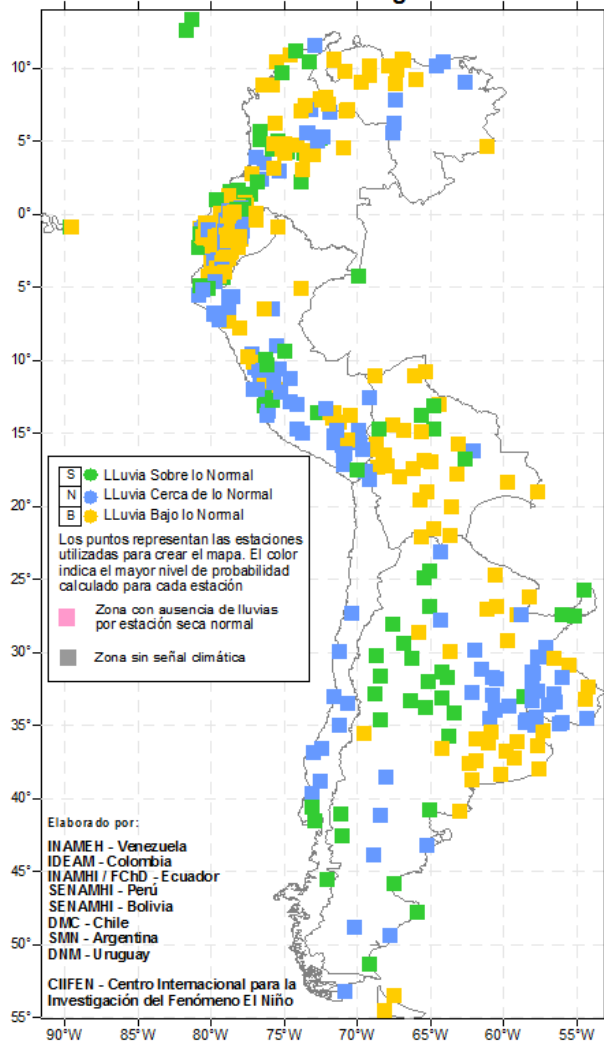 10°
5°
0°
5°
10°
15°
20°
25°
30°
35°
40°
45°
50°
55°
S LLuvia Sobre lo Normal
N LLuvia Cerca de lo Normal
B LLuvia Bajo lo Normal
Los puntos representan las estaciones
utilizadas para crear el mapa. El color
indica el mayor nivel de probabilidad
calculado para cada estación
Zona con ausencia de lluvias
por estación seca normal
Zona sin señal climática
Elaborado por:
INAMEH - Venezuela
IDEAM - Colombia
INAMHI / FChD - Ecuador
SENAMHI - Perú
SENAMHI - Bolivia
DMC - Chile
SMN - Argentina
DNM - Uruguay
CIIFEN - Centro Internacional para la
Investigación del Fenómeno El Niño
90°W 85°W 80°W 75°W 70°W 65°W 60°W 55°W